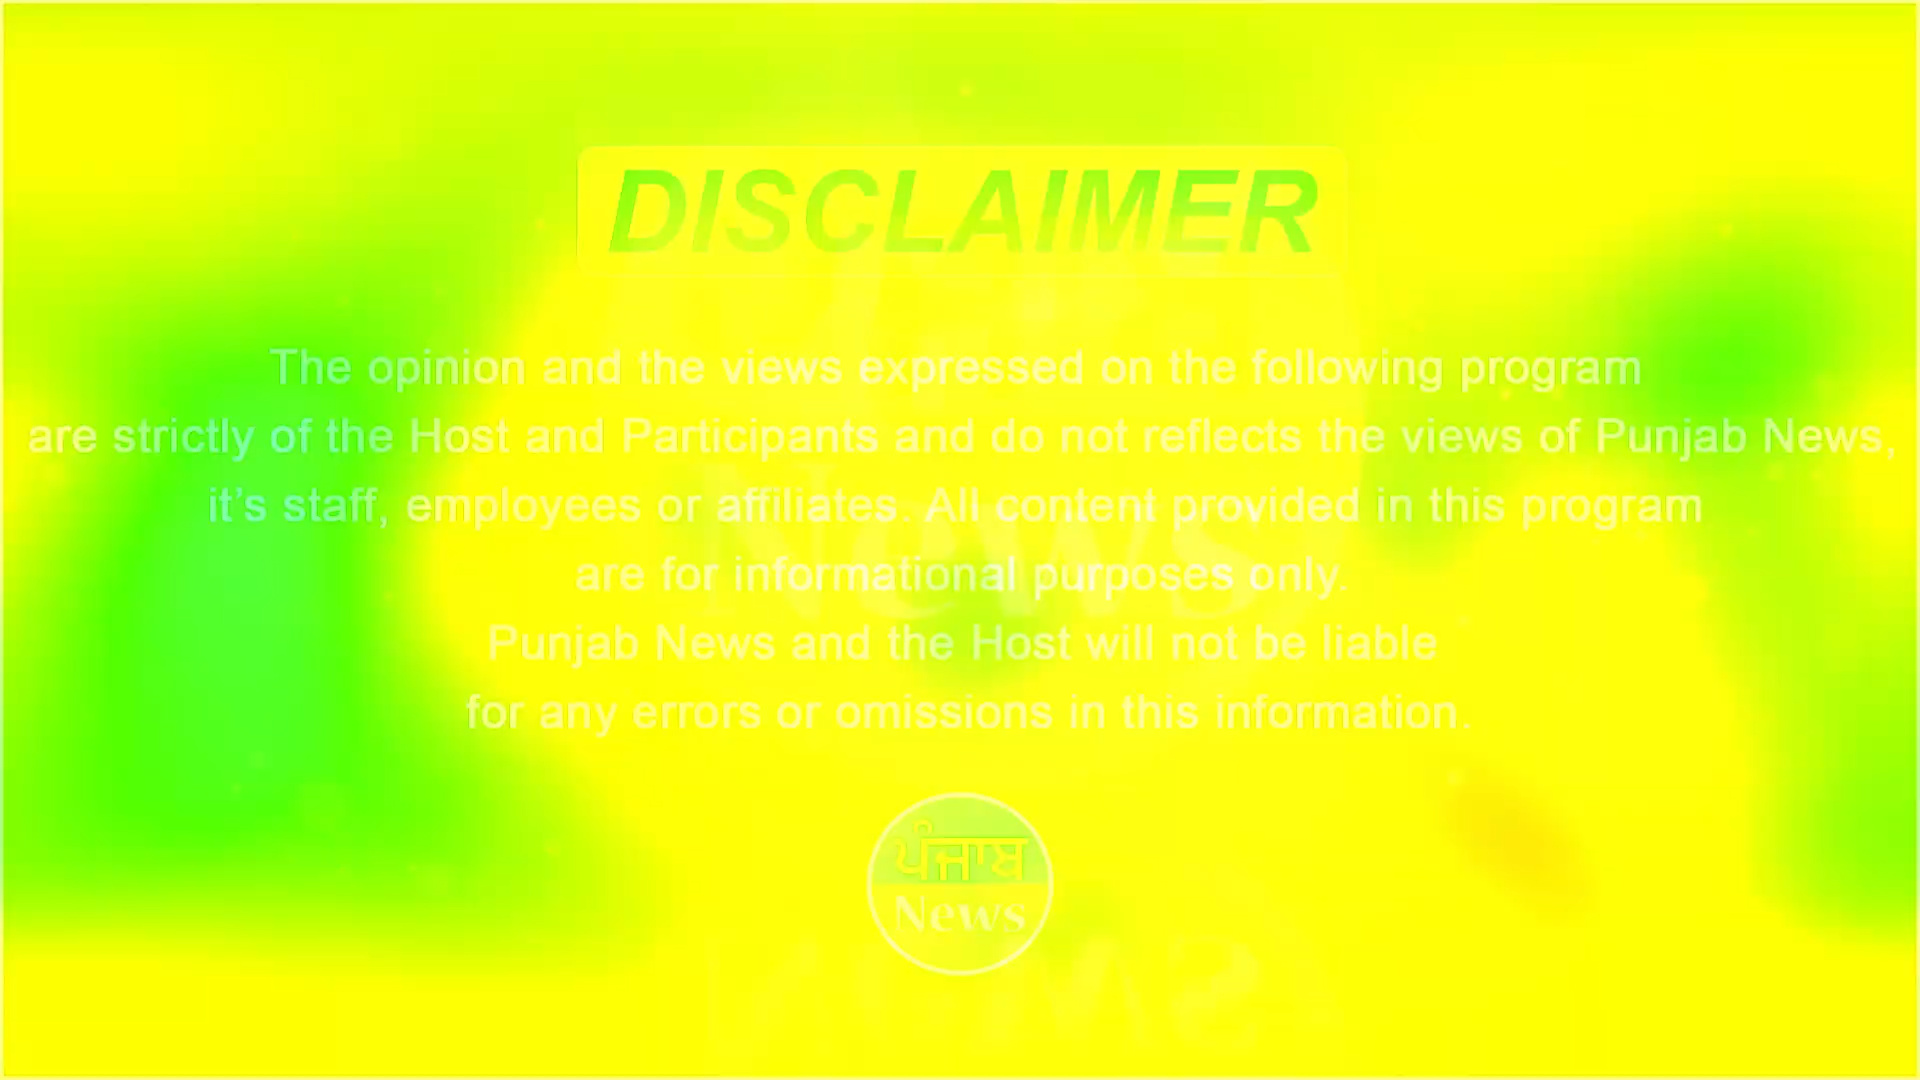 DISCLAIMER
The opinion and the views expressed on the following program
are strictly of the Host and Participants and do not reflects the views of Punjab News,
it’s staff, employees or affiliates. All content provided in this program
are for informational purposes only.
Punjab News and the Host will not be liable
for any errors or omissions in this information.
ਪੰਜਾਬ
News
News